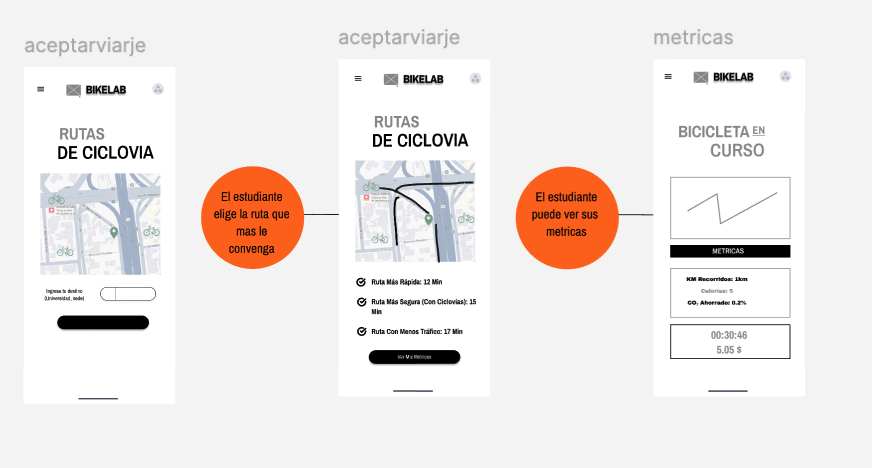 aceptarviarje
BIKELAB
RUTAS
DE CICLOVIA
Ingresa tu destino
(Universidad, sede)
El estudiante
elige la ruta que
mas le
convenga
aceptarviarje
BIKELAB
RUTAS
DE CICLOVIA
Ruta Más Rápida: 12 Min
Ruta Más Segura (Con Ciclovías): 15
Min
Ruta Con Menos Tráfico: 17 Min
Ver Mis Metricas
El estudiante
puede ver sus
metricas
metricas
BIKELAB
BICICLETA EN
CURSO
METRICAS
KM Recorridos: 1km
Calorias: 5
CO₂ Ahorrado: 0.2%
00:30:46
5.05 $